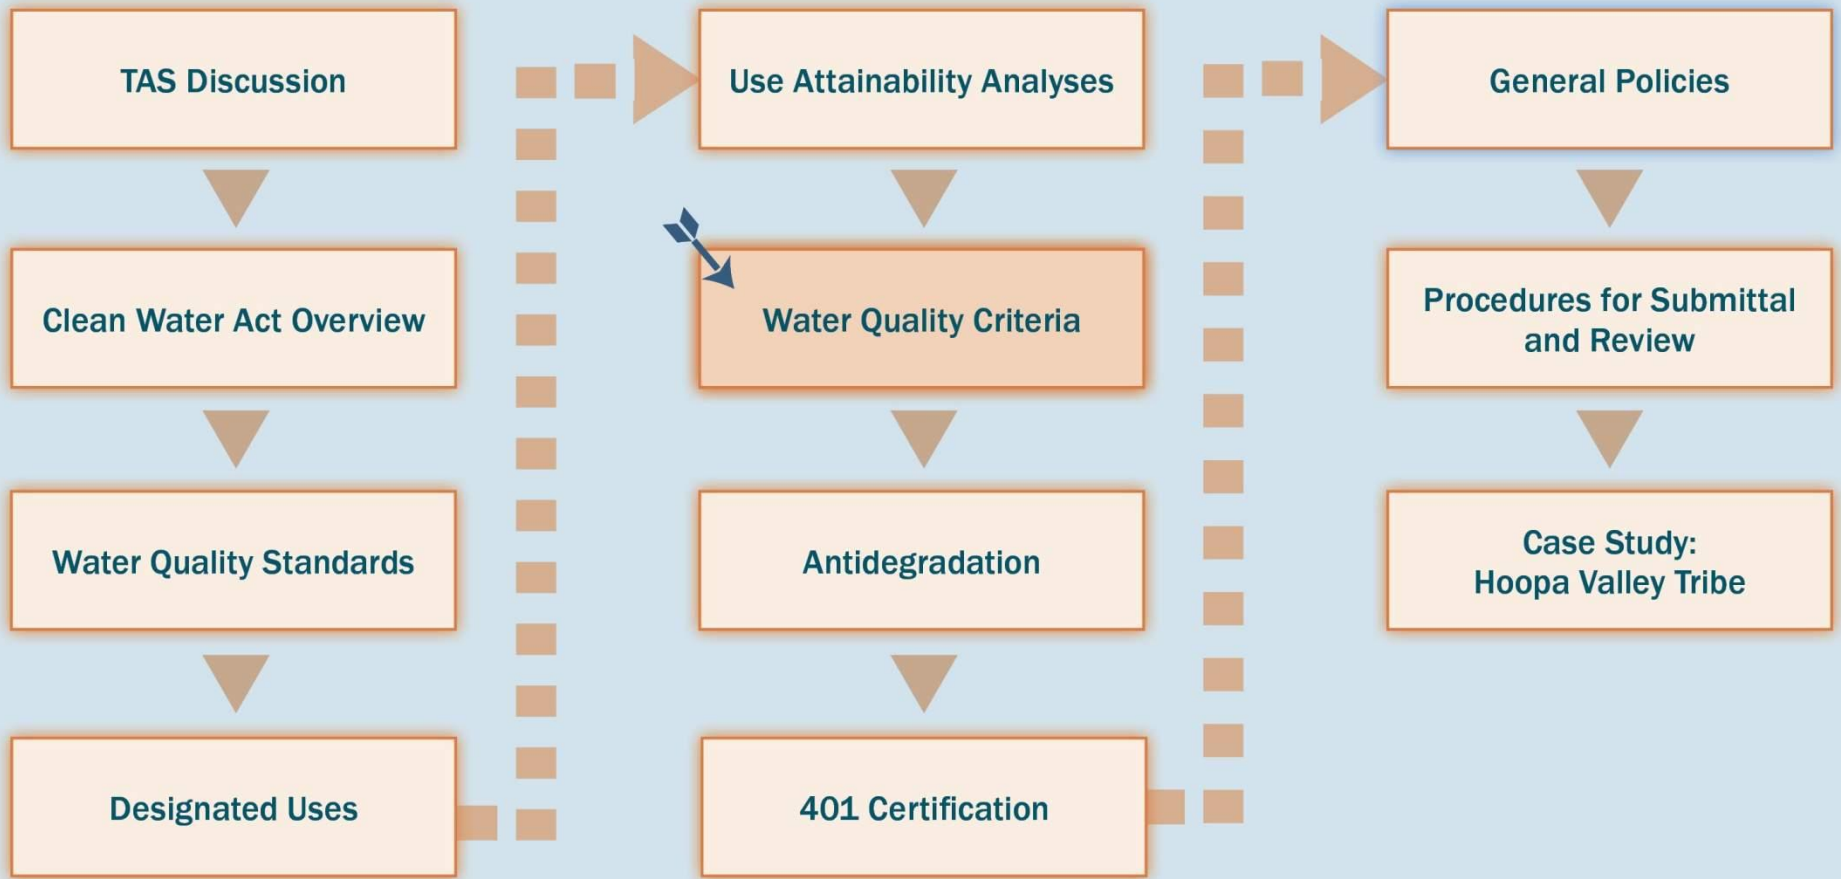 TAS Discussion
Clean Water Act Overview
Water Quality Standards
Designated Uses
Use Attainability Analyses
Water Quality Criteria
Antidegradation
401 Certification
General Policies
Procedures for Submittal
and Review
Case Study:
Hoopa Valley Tribe